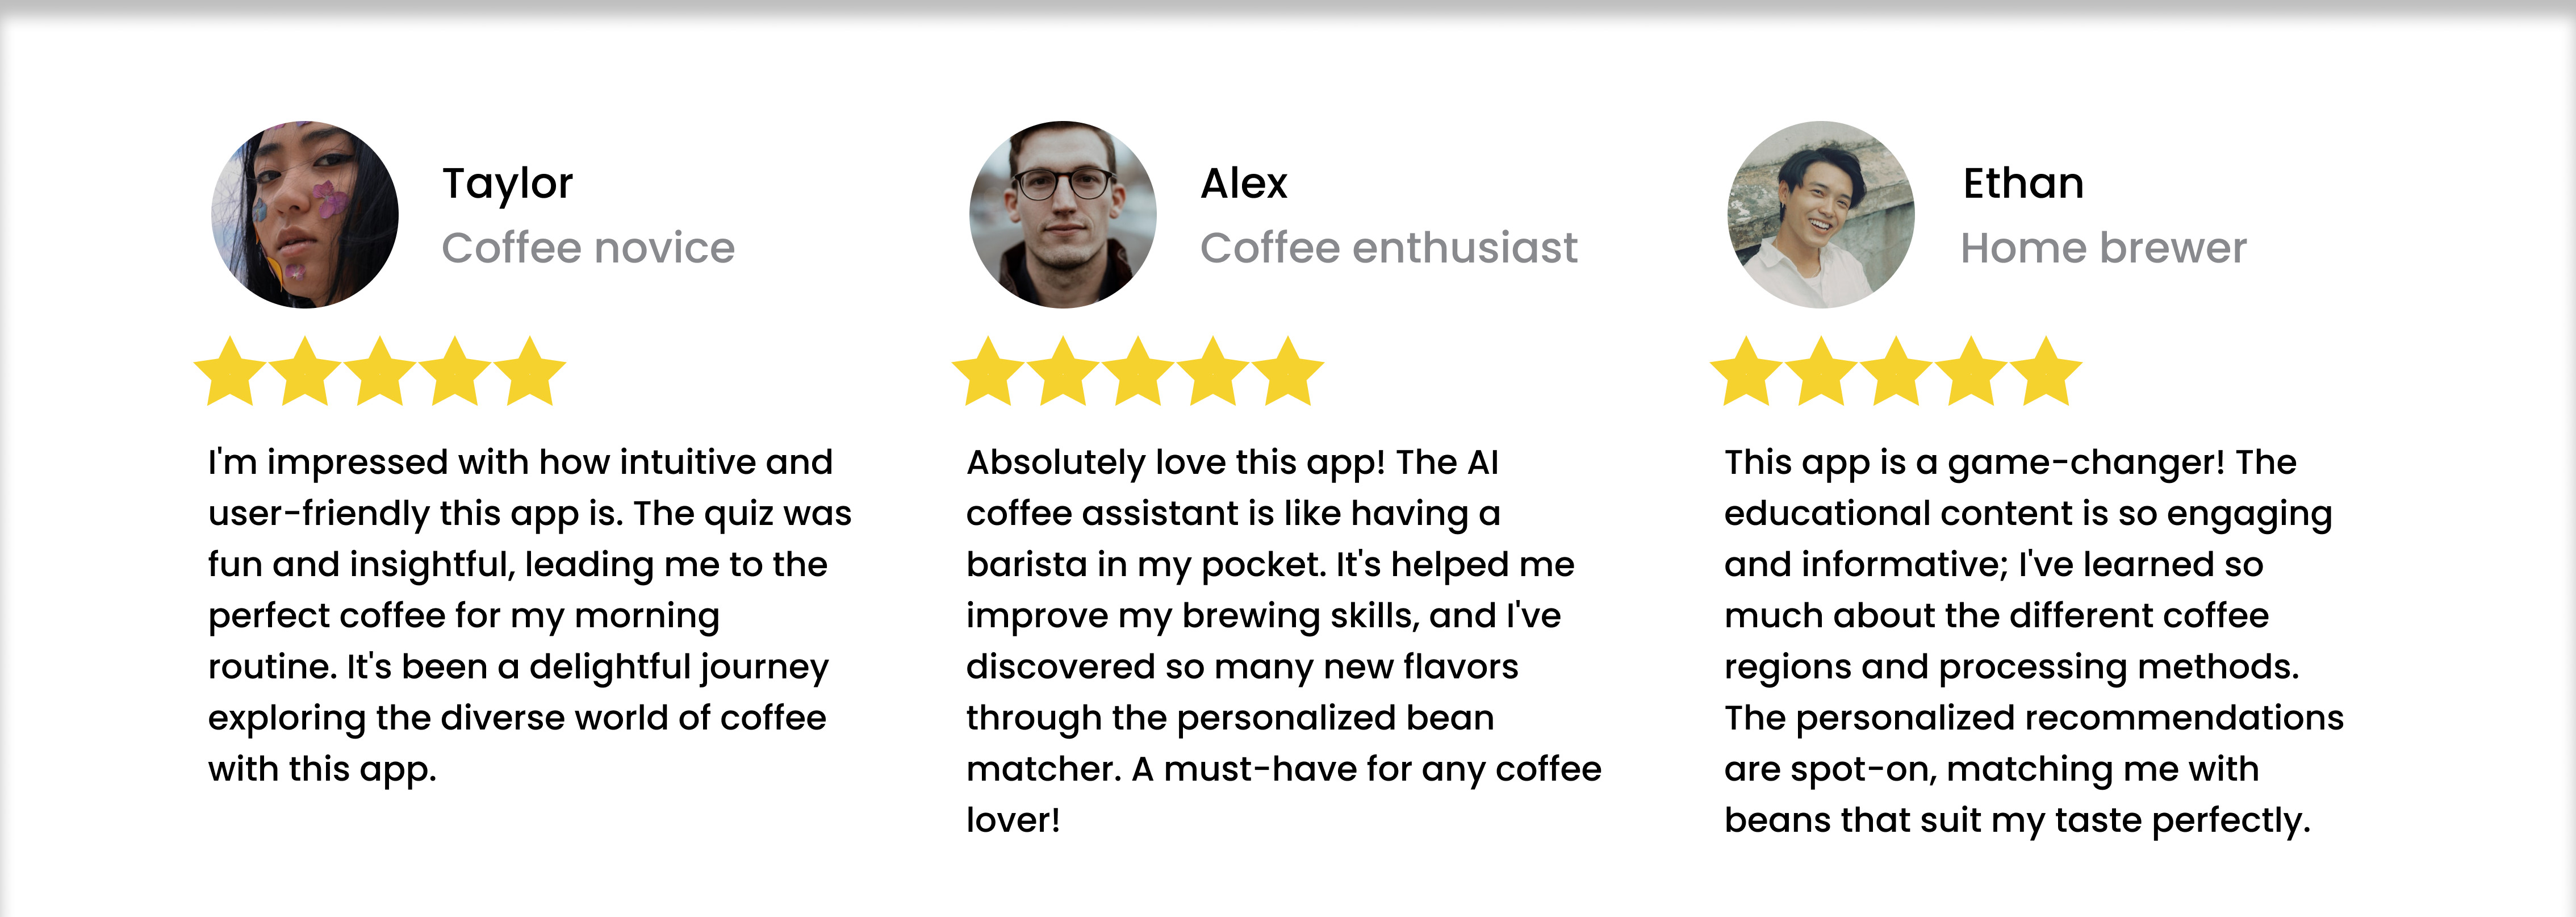 Taylor
Coffee novice
I'm impressed with how intuitive and
user-friendly this app is. The quiz was
fun and insightful, leading me to the
perfect coffee for my morning
routine. It's been a delightful journey
exploring the diverse world of coffee
with this app.
Alex
Coffee enthusiast
Absolutely love this app! The AI
coffee assistant is like having a
barista in my pocket. It's helped me
improve my brewing skills, and I've
discovered so many new flavors
through the personalized bean
matcher. A must-have for any coffee
lover!
Ethan
Home brewer
This app is a game-changer! The
educational content is so engaging
and informative; I've learned so
much about the different coffee
regions and processing methods.
The personalized recommendations
are spot-on, matching me with
beans that suit my taste perfectly.